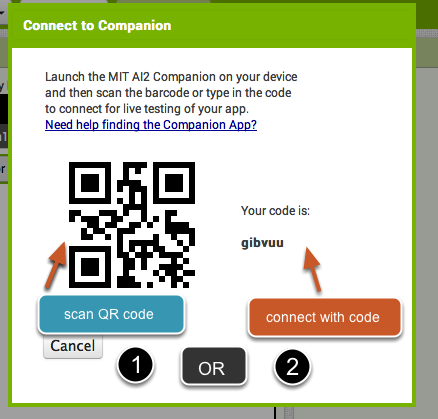 Connect to Companion
Launch the MIT AI2 Companion on your device
and then scan the barcode or type in the code
to connect for live testing of your app.
Need help finding the Companion App?
Your code is:
gibvuu
scan QR code
connect with code
Cancel
1
OR
2